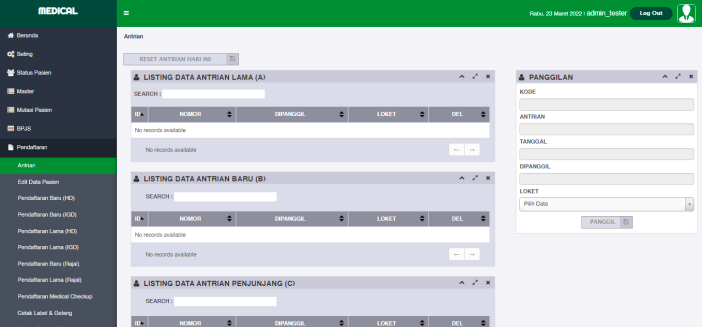 MEDICAL
Rabu, 23 Maret 2022 | admin_tester
Log Out
Beranda
Seting
Status Pasien
Master
Mutasi Pasien
BPJS
Pendaftaran
Antrian
Edit Data Pasien
Pendaftaran Baru (HD)
Pendaftaran Baru (IGD)
Pendaftaran Lama (HD)
Pendaftaran Lama (IGD)
Pendaftaran Baru (Rajal)
Pendaftaran Lama (Rajal)
Pendaftaran Medical Checkup
Cetak Label & Gelang
Antrian
RESET ANTRIAN HARI INI
LISTING DATA ANTRIAN LAMA (A)
SEARCH :
ID NOMOR DIPANGGIL LOKET DEL
No records available
No records available
← →
LISTING DATA ANTRIAN BARU (B)
SEARCH :
ID NOMOR DIPANGGIL LOKET DEL
No records available
No records available
← →
LISTING DATA ANTRIAN PENJUNJANG (C)
SEARCH :
ID NOMOR DIPANGGIL LOKET DEL
PANGGILAN
KODE
ANTRIAN
TANGGAL
DIPANGGIL
LOKET
Pilih Data
PANGGIL